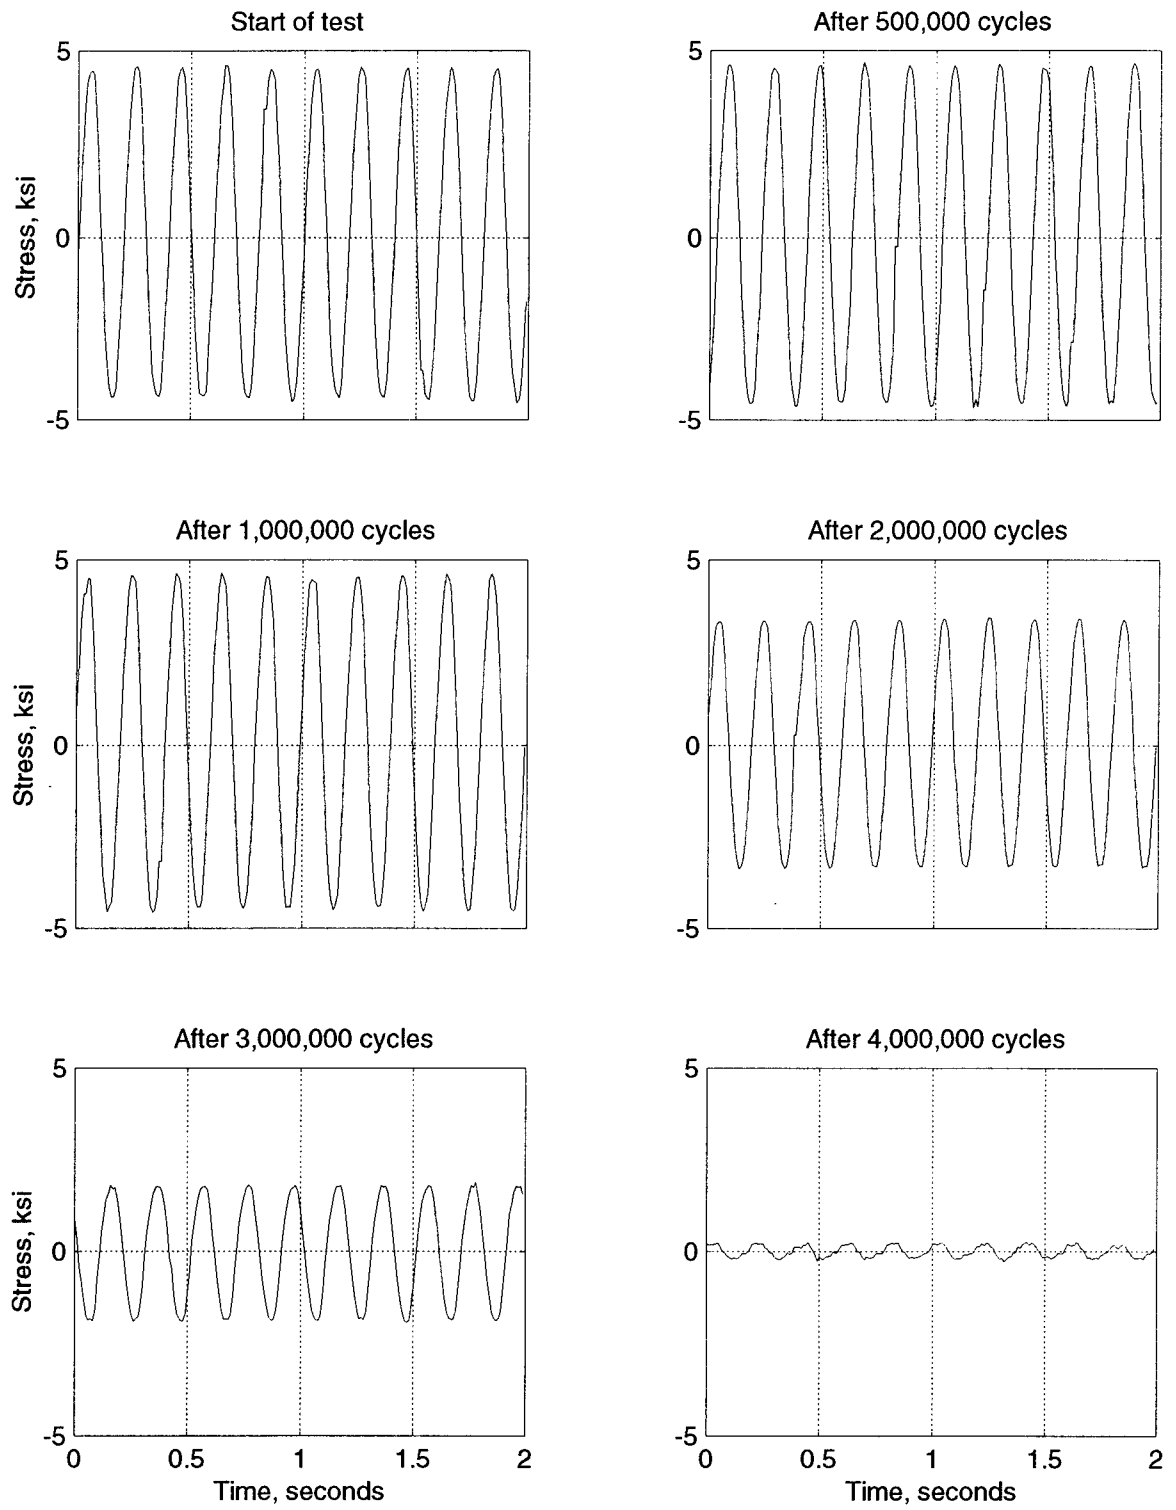 Start of test
5
0
-5
Stress, ksi
After 500,000 cycles
5
0
-5
After 1,000,000 cycles
5
0
-5
Stress, ksi
After 2,000,000 cycles
5
0
-5
After 3,000,000 cycles
5
0
-5
Stress, ksi
0 0.5 1 1.5 2
Time, seconds
After 4,000,000 cycles
5
0
-5
0 0.5 1 1.5 2
Time, seconds